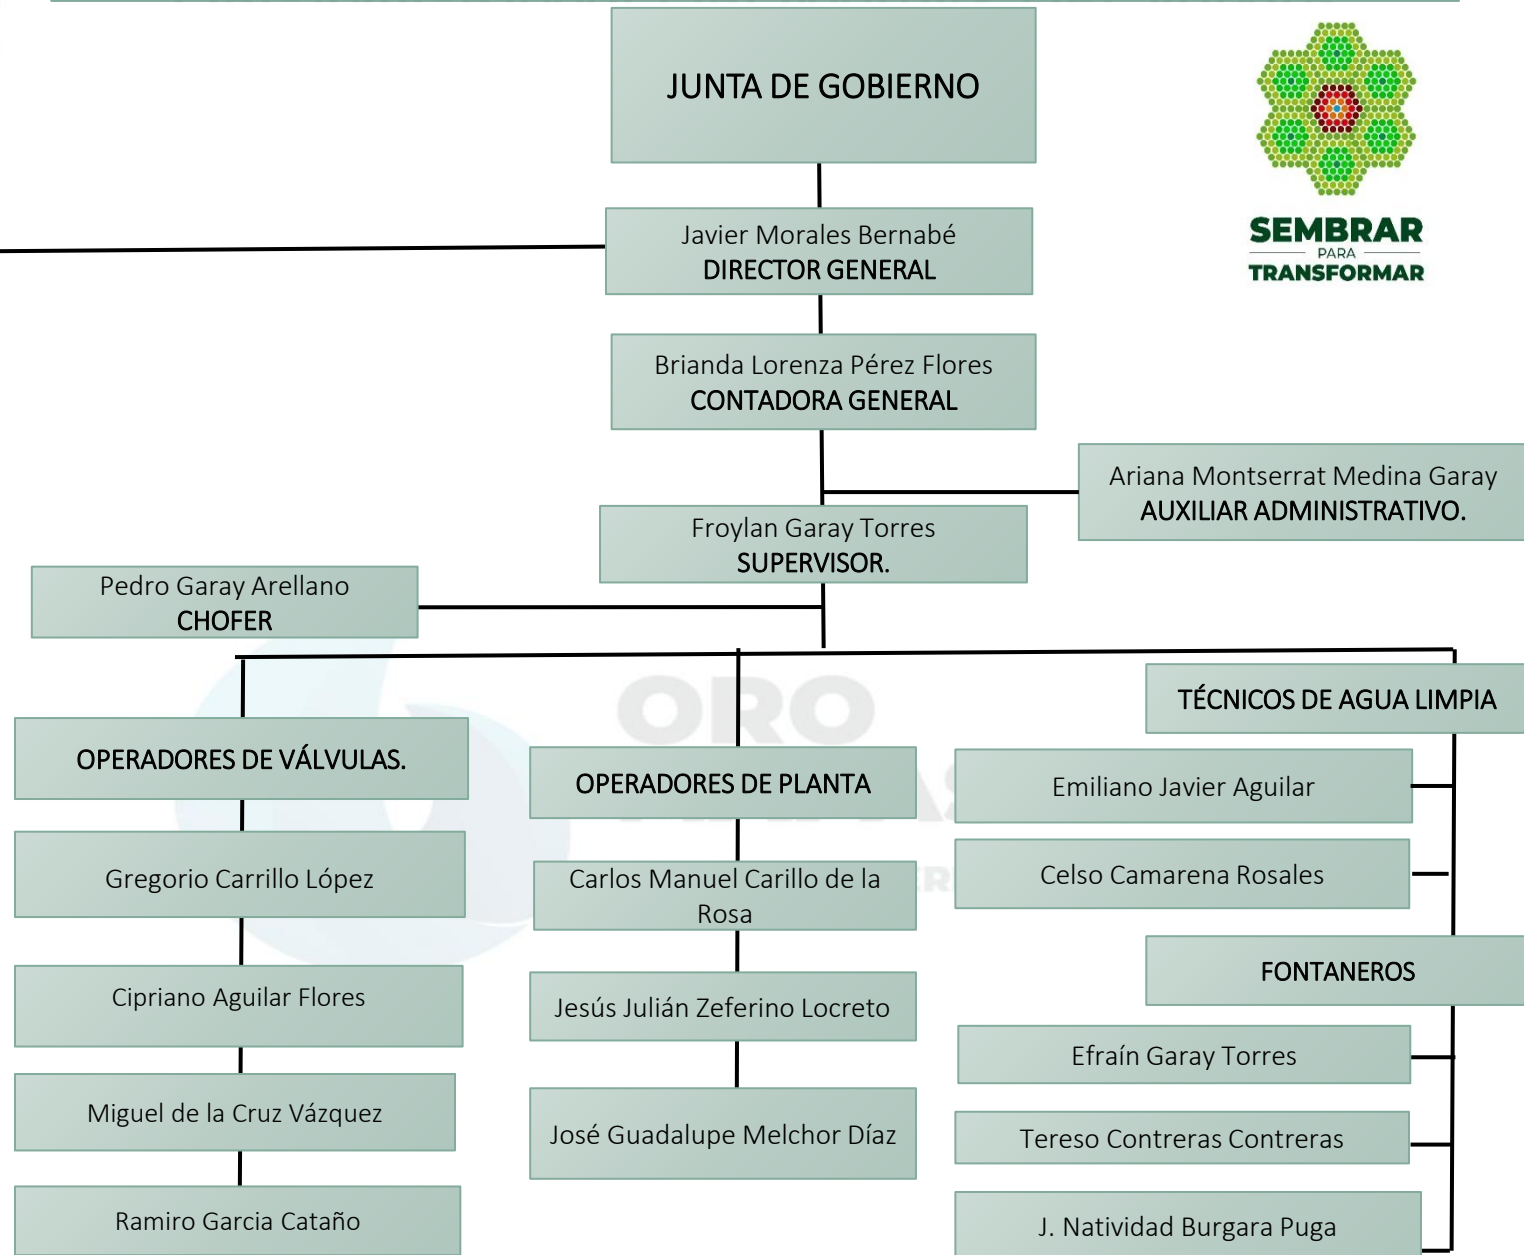 JUNTA DE GOBIERNO
SEMBRAR
PARA
TRANSFORMAR
Javier Morales Bernabé
DIRECTOR GENERAL
Brianda Lorenza Pérez Flores
CONTADORA GENERAL
Ariana Montserrat Medina Garay
AUXILIAR ADMINISTRATIVO.
Froylan Garay Torres
SUPERVISOR.
Pedro Garay Arellano
CHOFER
ORO
OPERADORES DE VÁLVULAS.
Gregorio Carrillo López
Cipriano Aguilar Flores
Miguel de la Cruz Vázquez
Ramiro Garcia Cataño
OPERADORES DE PLANTA
Carlos Manuel Carillo de la
Rosa
Jesús Julián Zeferino Locreto
José Guadalupe Melchor Díaz
TÉCNICOS DE AGUA LIMPIA
Emiliano Javier Aguilar
Celso Camarena Rosales
FONTANEROS
Efraín Garay Torres
Tereso Contreras Contreras
J. Natividad Burgara Puga